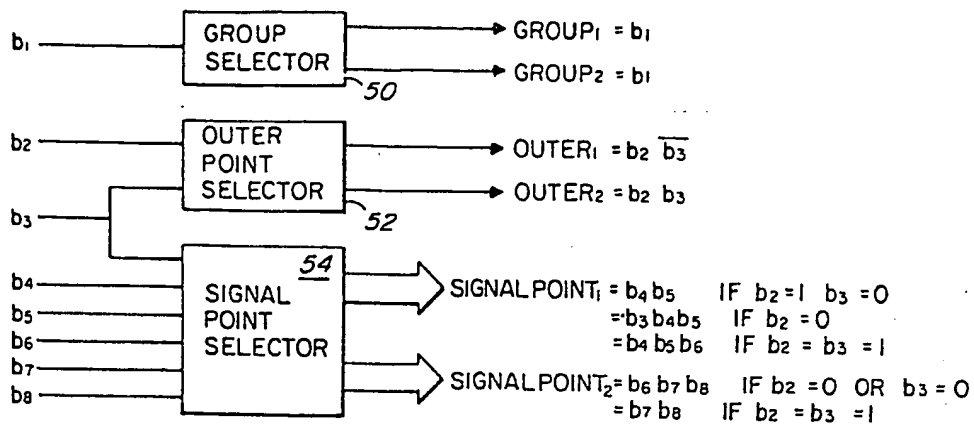 b₁ GROUP SELECTOR GROUP₁ = b₁
GROUP₂ = b₁
50
b₂ OUTER POINT SELECTOR OUTER₁ = b₂ b̅₃̅
OUTER₂ = b₂ b₃
52
b₃
54
b₄ SIGNAL POINT SELECTOR SIGNAL POINT₁ = b₄ b₅ IF b₂=1 b₃=0
b₅ = b₃ b₄ b₅ IF b₂=0
b₆ = b₄ b₅ b₆ IF b₂ = b₃ = 1
b₇ SIGNAL POINT₂ = b₆ b₇ b₈ IF b₂=0 OR b₃=0
b₈ = b₇ b₈ IF b₂ = b₃ = 1